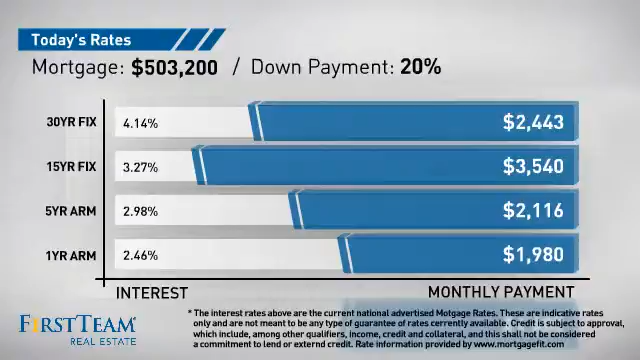 Today's Rates
Mortgage: $503,200 / Down Payment: 20%
30YR FIX 4.14% $2,443
15YR FIX 3.27% $3,540
5YR ARM 2.98% $2,116
1YR ARM 2.46% $1,980
INTEREST MONTHLY PAYMENT
* The interest rates above are the current national advertised Motgage Rates. These are indicative rates
only and are not meant to be any type of guarantee of rates cerrently available. Credit is subject to approval,
which include, among other qualifiers, income, credit and collateral, and this shall not be considered
a commitment to lend or externd credit. Rate information provided by www.mortgagefit.com
FIRSTTEAM®
REAL ESTATE